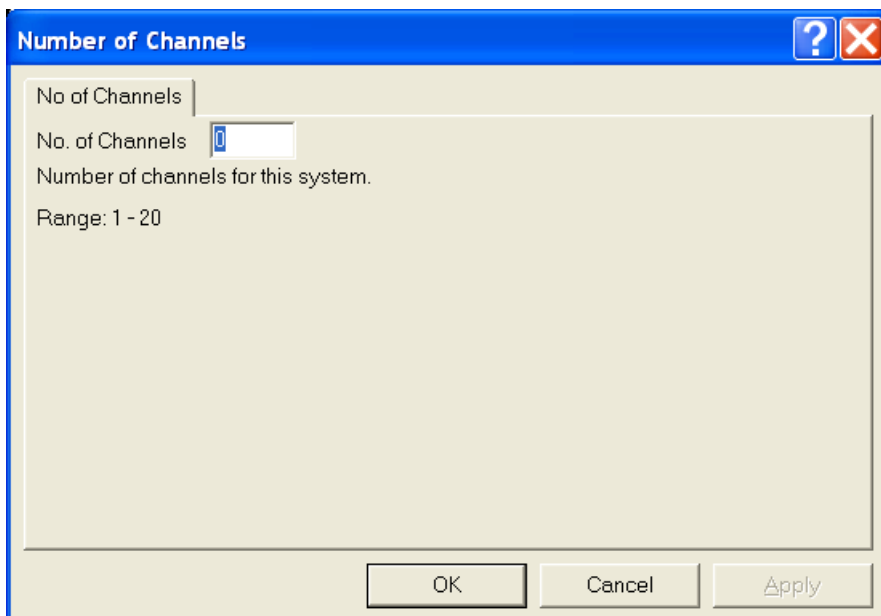 Number of Channels
No of Channels
No. of Channels 0
Number of channels for this system.
Range: 1 - 20
OK Cancel Apply